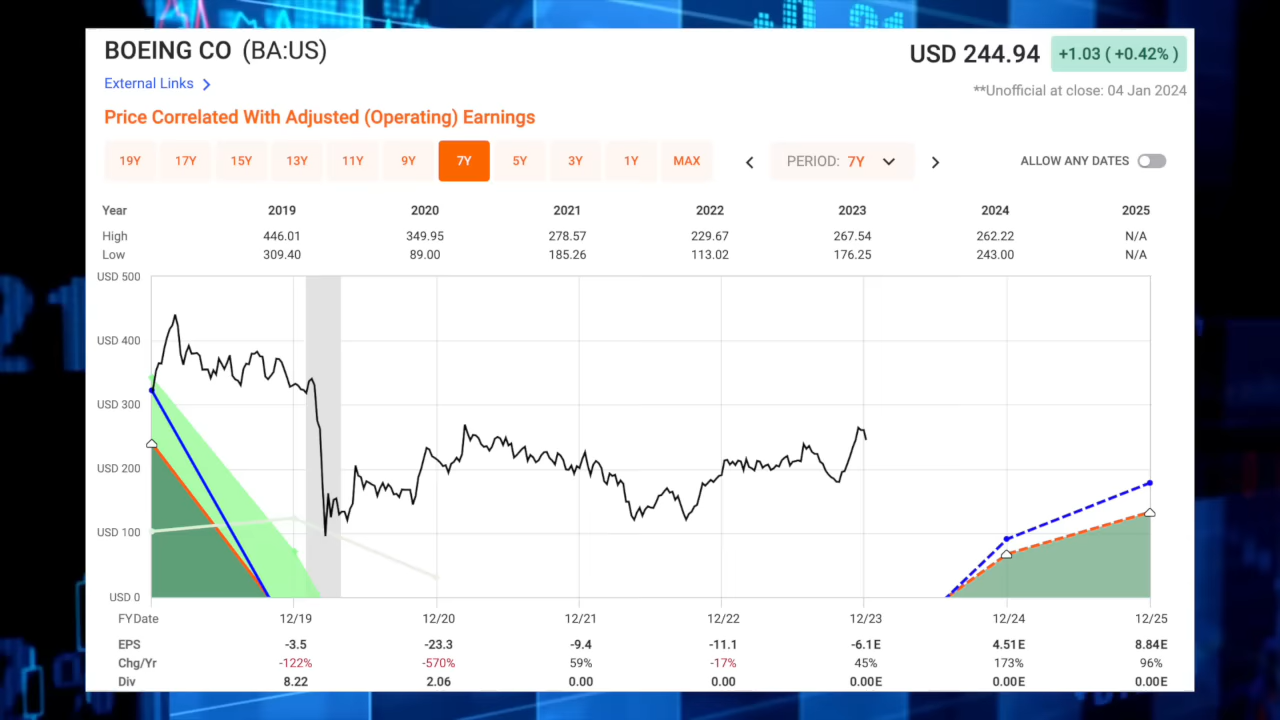 BOEING CO (BA:US)
USD 244.94 +1.03 ( +0.42% )
External Links
**Unofficial at close: 04 Jan 2024
Price Correlated With Adjusted (Operating) Earnings
19Y 17Y 15Y 13Y 11Y 9Y 7Y 5Y 3Y 1Y MAX PERIOD: 7Y ALLOW ANY DATES
Year 2019 2020 2021 2022 2023 2024 2025
High 446.01 349.95 278.57 229.67 267.54 262.22 N/A
Low 309.40 89.00 185.26 113.02 176.25 243.00 N/A
USD 500
USD 400
USD 300
USD 200
USD 100
USD 0
FYDate 12/19 12/20 12/21 12/22 12/23 12/24 12/25
EPS -3.5 -23.3 -9.4 -11.1 -6.1E 4.51E 8.84E
Chg/Yr -122% -570% 59% -17% 45% 173% 96%
Div 8.22 2.06 0.00 0.00 0.00E 0.00E 0.00E